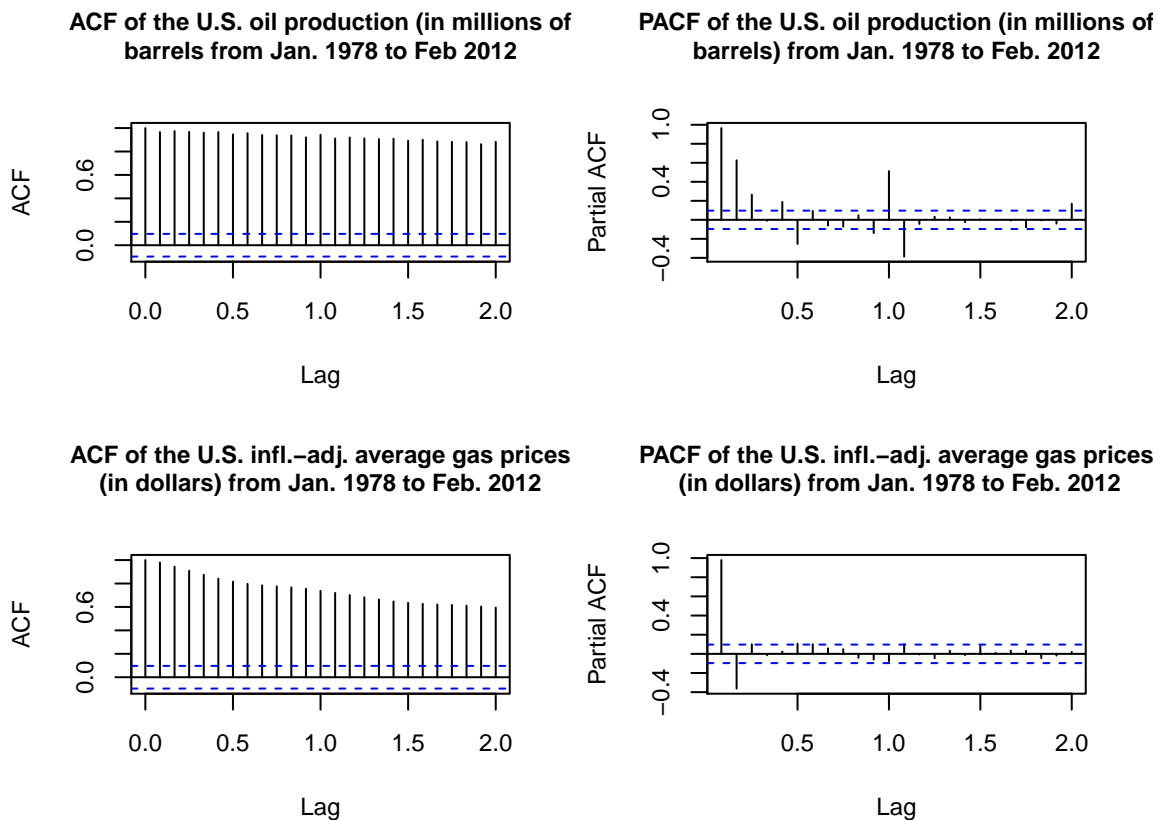 ACF of the U.S. oil production (in millions of
barrels from Jan. 1978 to Feb 2012
ACF
0.0
0.6
0.0 0.5 1.0 1.5 2.0
Lag
PACF of the U.S. oil production (in millions of
barrels) from Jan. 1978 to Feb. 2012
Partial ACF
−0.4
0.4
1.0
0.5 1.0 1.5 2.0
Lag
ACF of the U.S. infl.−adj. average gas prices
(in dollars) from Jan. 1978 to Feb. 2012
ACF
0.0
0.6
0.0 0.5 1.0 1.5 2.0
Lag
PACF of the U.S. infl.−adj. average gas prices
(in dollars) from Jan. 1978 to Feb. 2012
Partial ACF
−0.4
0.4
1.0
0.5 1.0 1.5 2.0
Lag